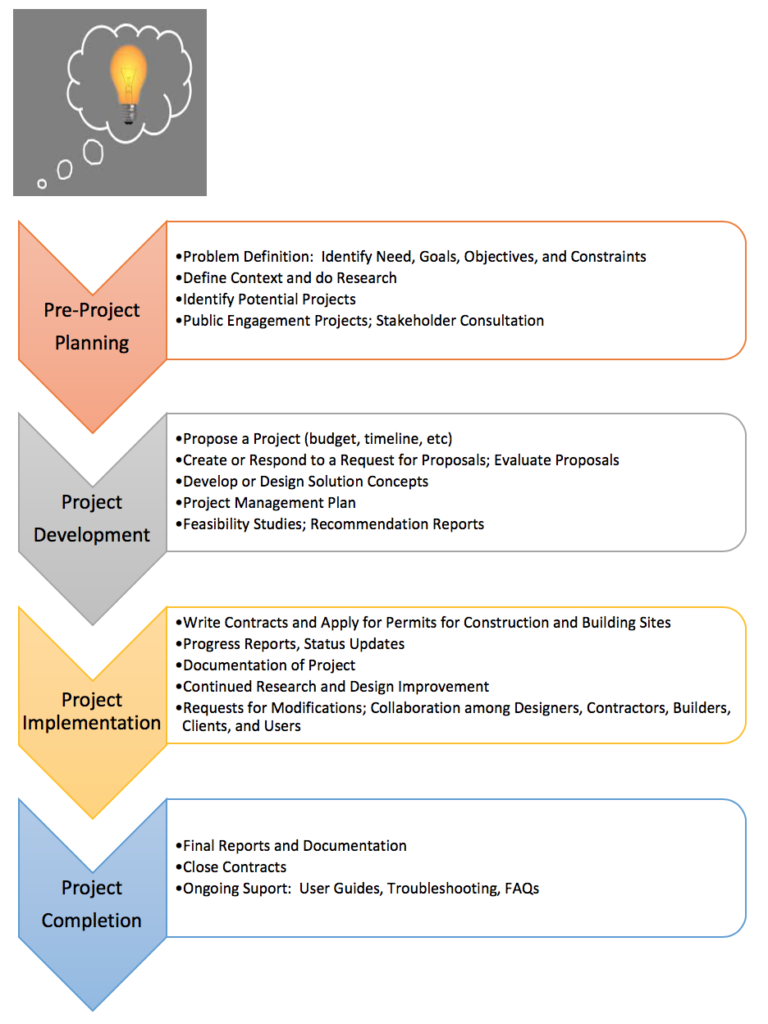 Pre-Project
Planning
•Problem Definition:  Identify Need, Goals, Objectives, and Constraints
•Define Context and do Research
•Identify Potential Projects
•Public Engagement Projects; Stakeholder Consultation
Project
Development
•Propose a Project (budget, timeline, etc)
•Create or Respond to a Request for Proposals; Evaluate Proposals
•Develop or Design Solution Concepts
•Project Management Plan
•Feasibility Studies; Recommendation Reports
Project
Implementation
•Write Contracts and Apply for Permits for Construction and Building Sites
•Progress Reports, Status Updates
•Documentation of Project
•Continued Research and Design Improvement
•Requests for Modifications; Collaboration among Designers, Contractors, Builders,
Clients, and Users
Project
Completion
•Final Reports and Documentation
•Close Contracts
•Ongoing Suport:  User Guides, Troubleshooting, FAQs